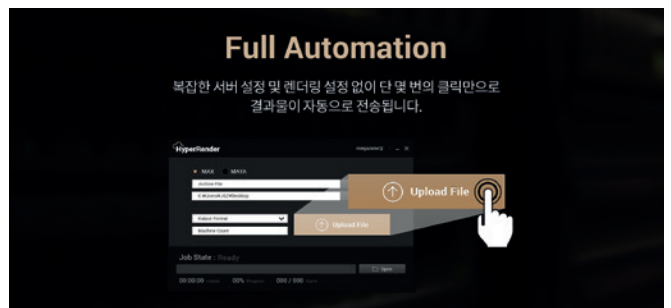 Full Automation
복잡한 서버 설정 및 렌더링 설정 없이 단 몇 번의 클릭만으로
결과물이 자동으로 전송됩니다.
HyperRender
MAX MAYA
Archive File
Upload File
Output Format
Upload File
Machine Count
Job State : Ready
Open
00:00:00 00% 000 / 000